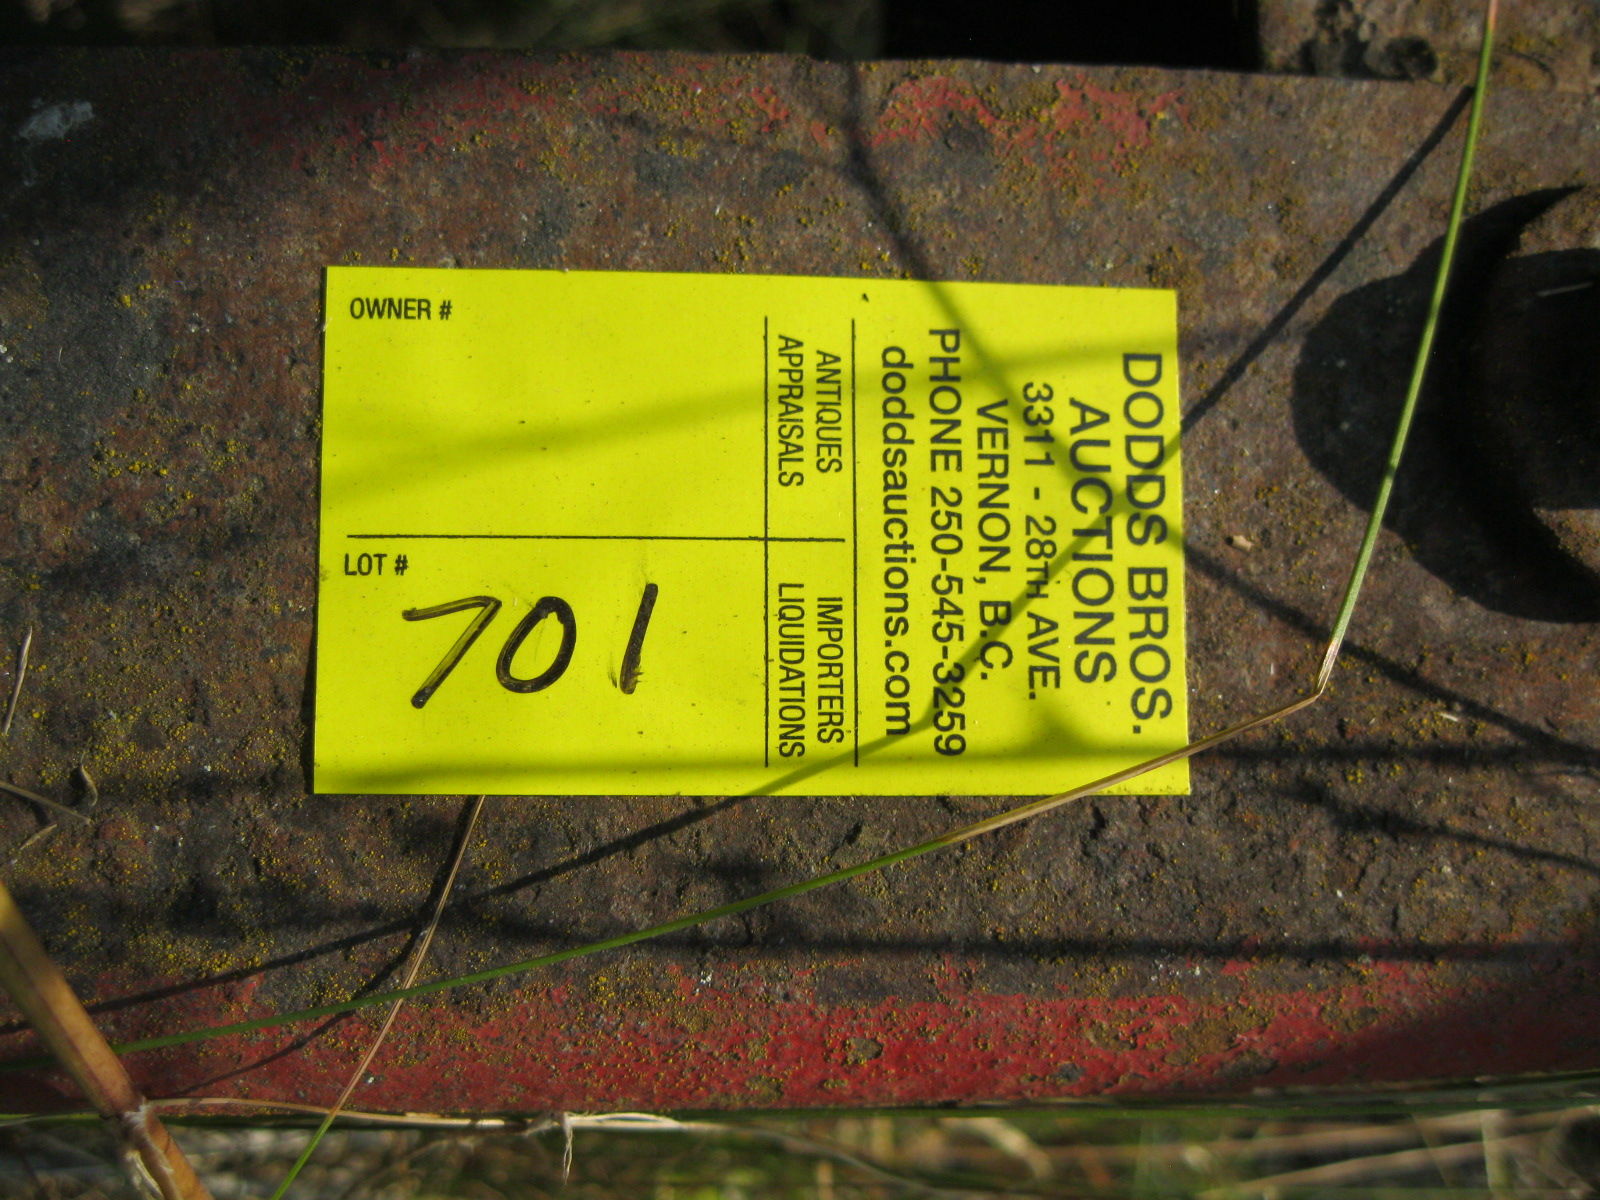 DODDS BROS.
AUCTIONS
3311 - 28TH AVE.
VERNON, B.C.
PHONE 250-545-3259
doddsauctions.com
ANTIQUES IMPORTERS
APPRAISALS LIQUIDATIONS
OWNER #
LOT #
701